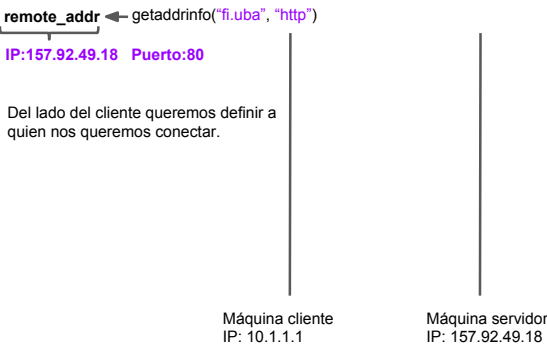 remote_addr getaddrinfo(“fi.uba”, “http”)
IP:157.92.49.18 Puerto:80
Del lado del cliente queremos definir a
quien nos queremos conectar.
Máquina cliente
IP: 10.1.1.1
Máquina servidor
IP: 157.92.49.18